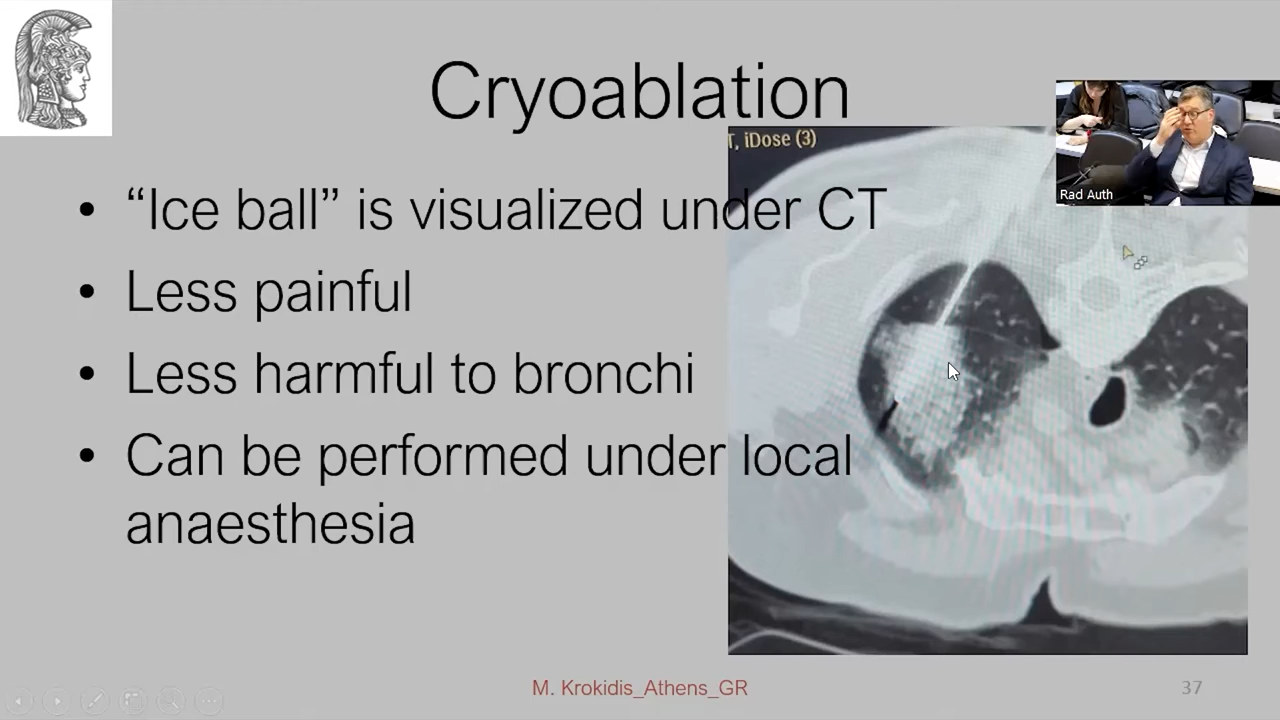 Cryoablation
T, iDose (3)
Rad Auth
• “Ice ball” is visualized under CT
• Less painful
• Less harmful to bronchi
• Can be performed under local
anaesthesia
M. Krokidis_Athens_GR
37